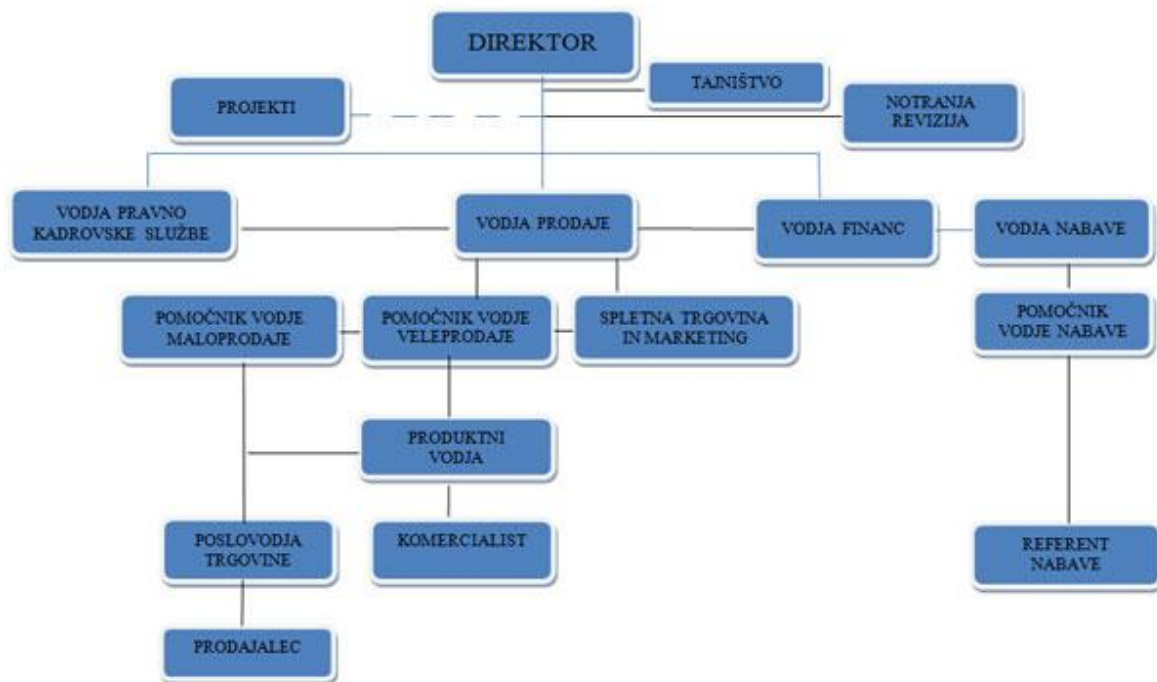 DIREKTOR
TAJNIŠTVO
PROJEKTI
NOTRANJA
REVIZIJA
VODJA PRAVNO
KADROVSKE SLUŽBE
VODJA PRODAJE
VODJA FINANC
VODJA NABAVE
POMOČNIK VODJE
MALOPRODAJE
POMOČNIK VODJE
VELEPRODAJE
SPLETNA TRGOVINA
IN MARKETING
POMOČNIK
VODJE NABAVE
PRODUKTNI
VODJA
POSLOVODJA
TRGOVINE
KOMERCIALIST
REFERENT
NABAVE
PRODAJALEC